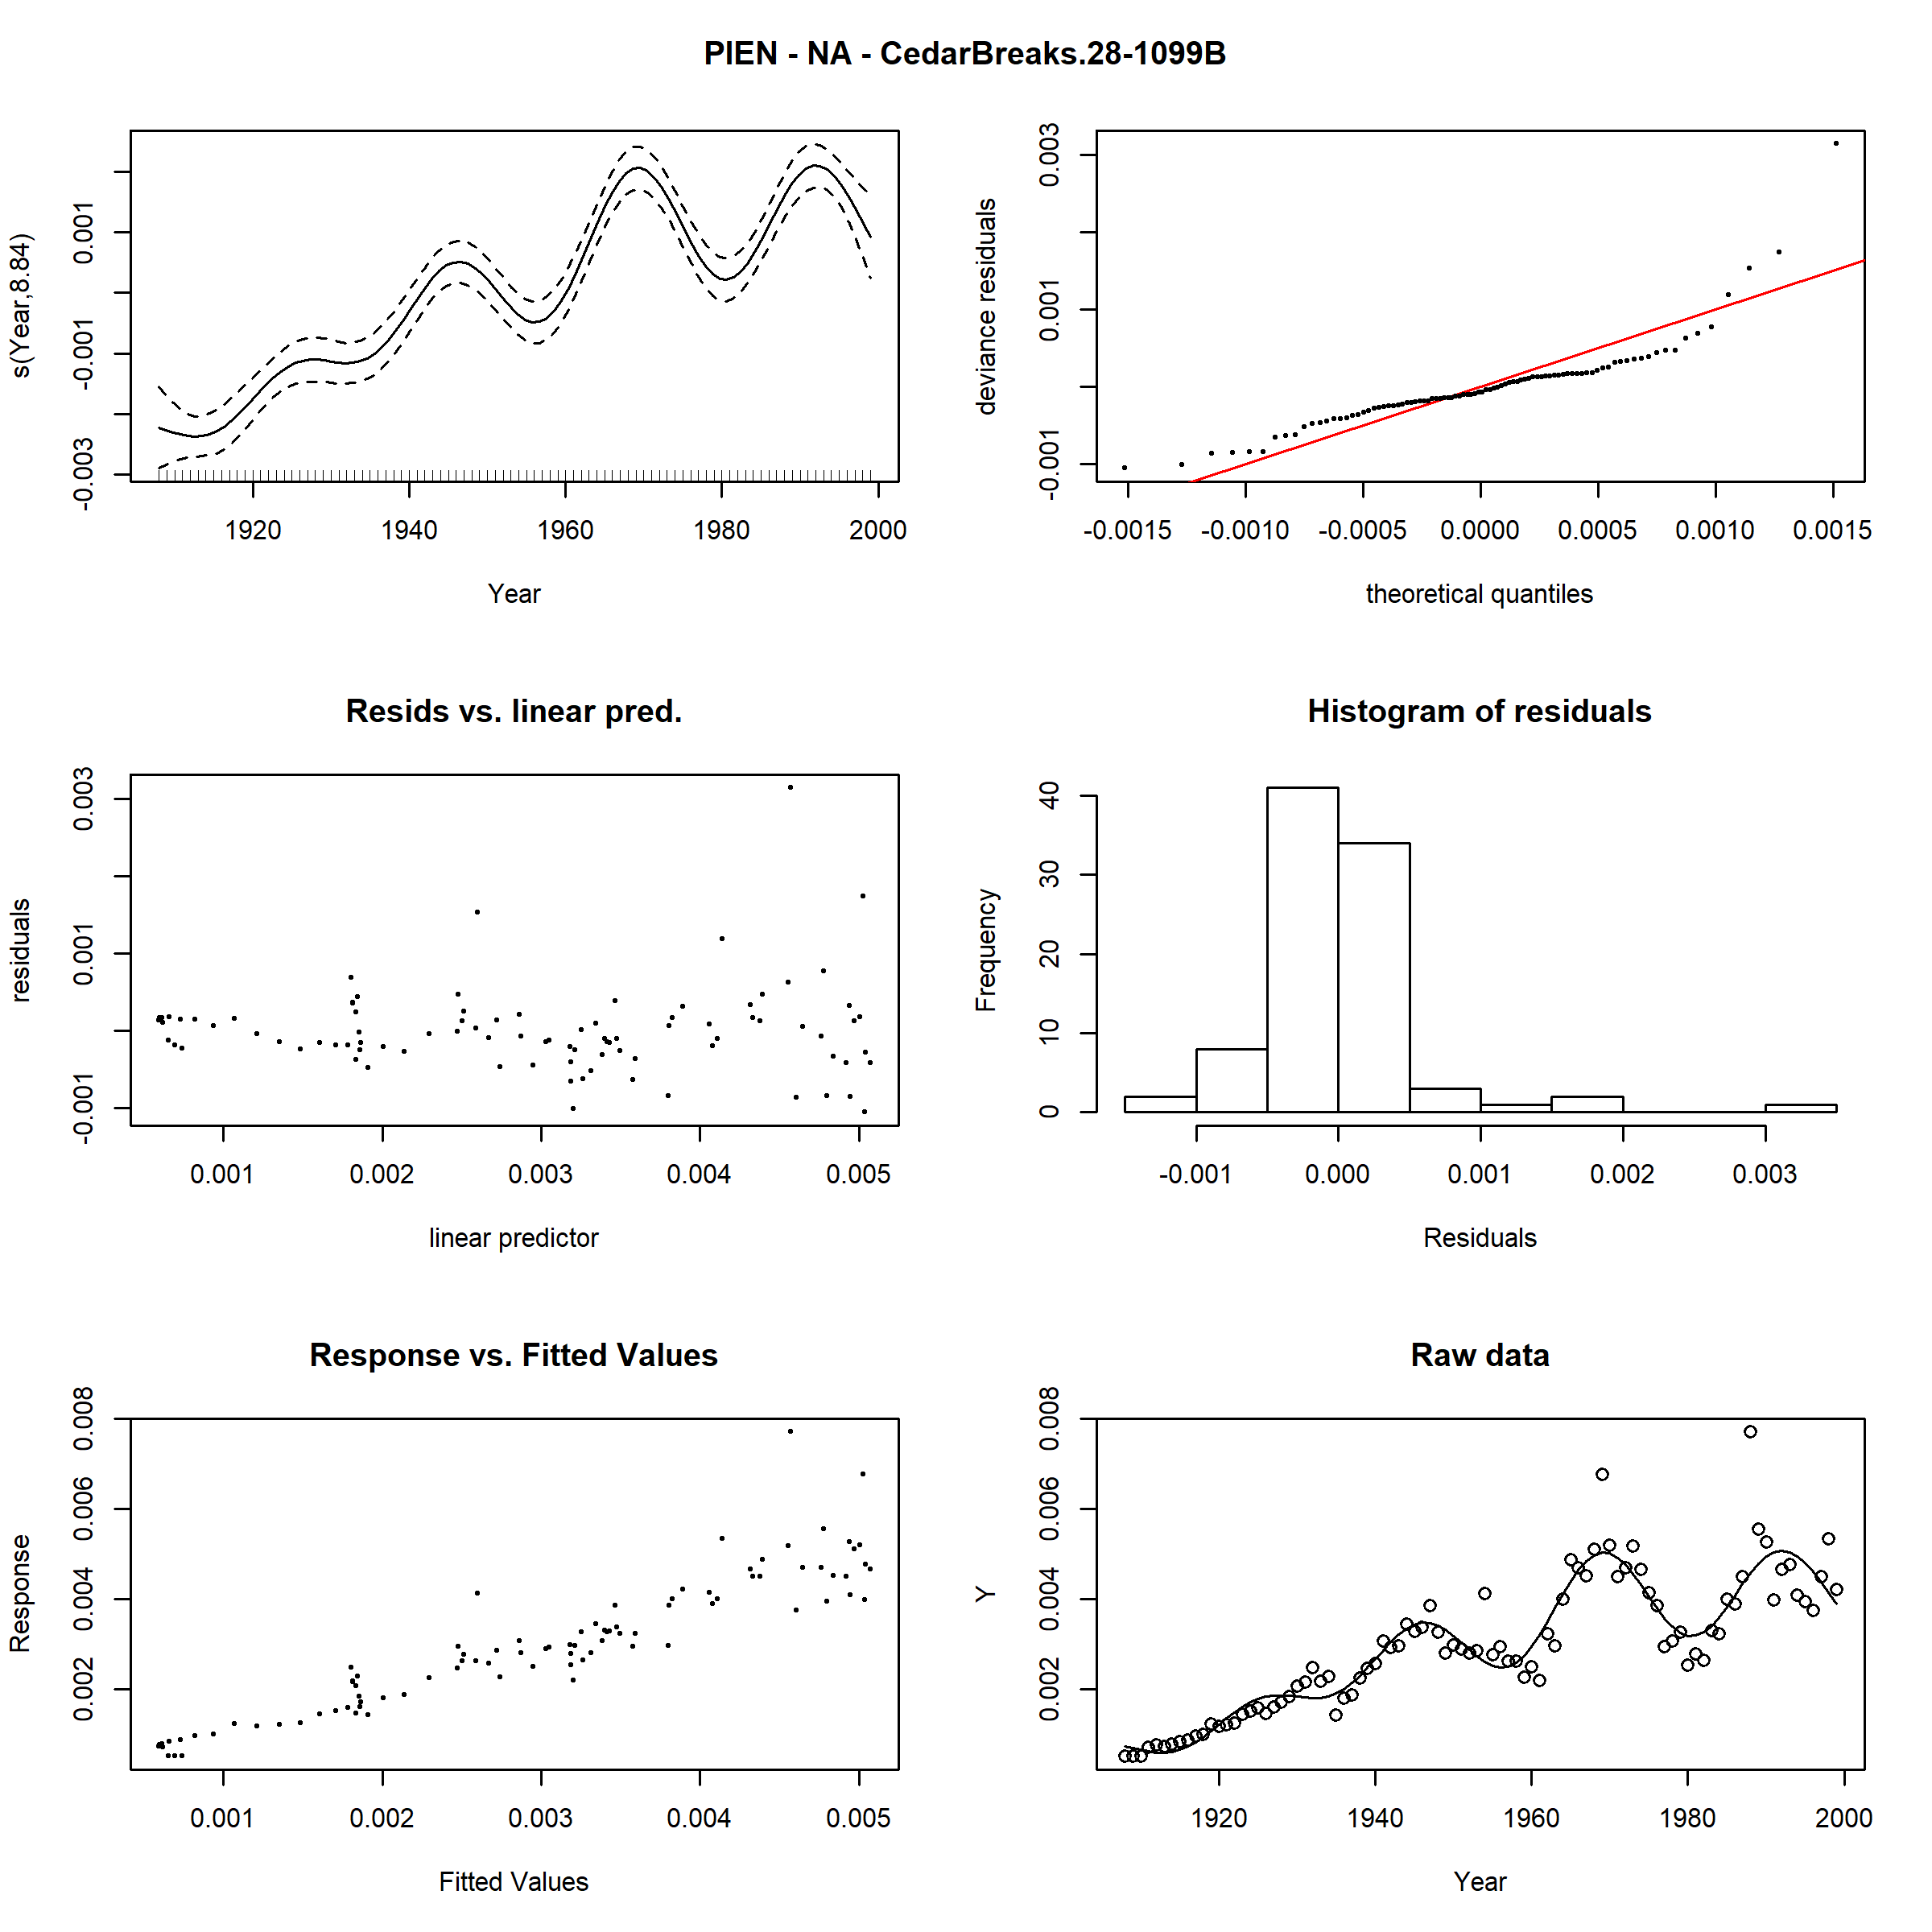 PIEN - NA - CedarBreaks.28-1099B
s(Year,8.84)
-0.003 -0.001 0.001
1920 1940 1960 1980 2000
Year
deviance residuals
-0.001 0.001 0.003
-0.0015 -0.0010 -0.0005 0.0000 0.0005 0.0010 0.0015
theoretical quantiles
Resids vs. linear pred.
residuals
-0.001 0.001 0.003
0.001 0.002 0.003 0.004 0.005
linear predictor
Histogram of residuals
Frequency
0 10 20 30 40
-0.001 0.000 0.001 0.002 0.003
Residuals
Response vs. Fitted Values
Response
0.002 0.004 0.006 0.008
0.001 0.002 0.003 0.004 0.005
Fitted Values
Raw data
Y
0.002 0.004 0.006 0.008
1920 1940 1960 1980 2000
Year